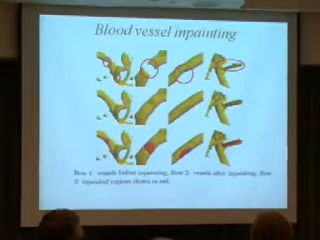 Blood vessel inpainting
Row 1: vessels before inpainting, Row 2: vessels after inpainting, Row
3: inpainted regions shown in red.